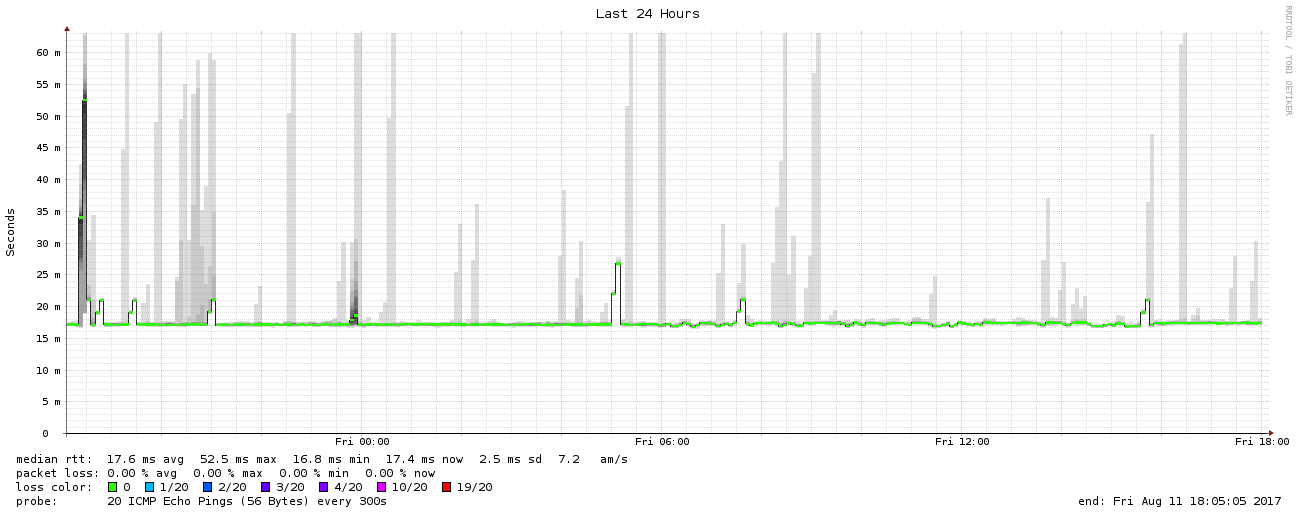 Last 24 Hours
RRDTOOL / TOBI OETIKER
Seconds
60 m
55 m
50 m
45 m
40 m
35 m
30 m
25 m
20 m
15 m
10 m
5 m
0
Fri 00:00 Fri 06:00 Fri 12:00 Fri 18:00
median rtt: 17.6 ms avg 52.5 ms max 16.8 ms min 17.4 ms now 2.5 ms sd 7.2 am/s
packet loss: 0.00 % avg 0.00 % max 0.00 % min 0.00 % now
loss color: 0 1/20 2/20 3/20 4/20 10/20 19/20
probe: 20 ICMP Echo Pings (56 Bytes) every 300s end: Fri Aug 11 18:05:05 2017